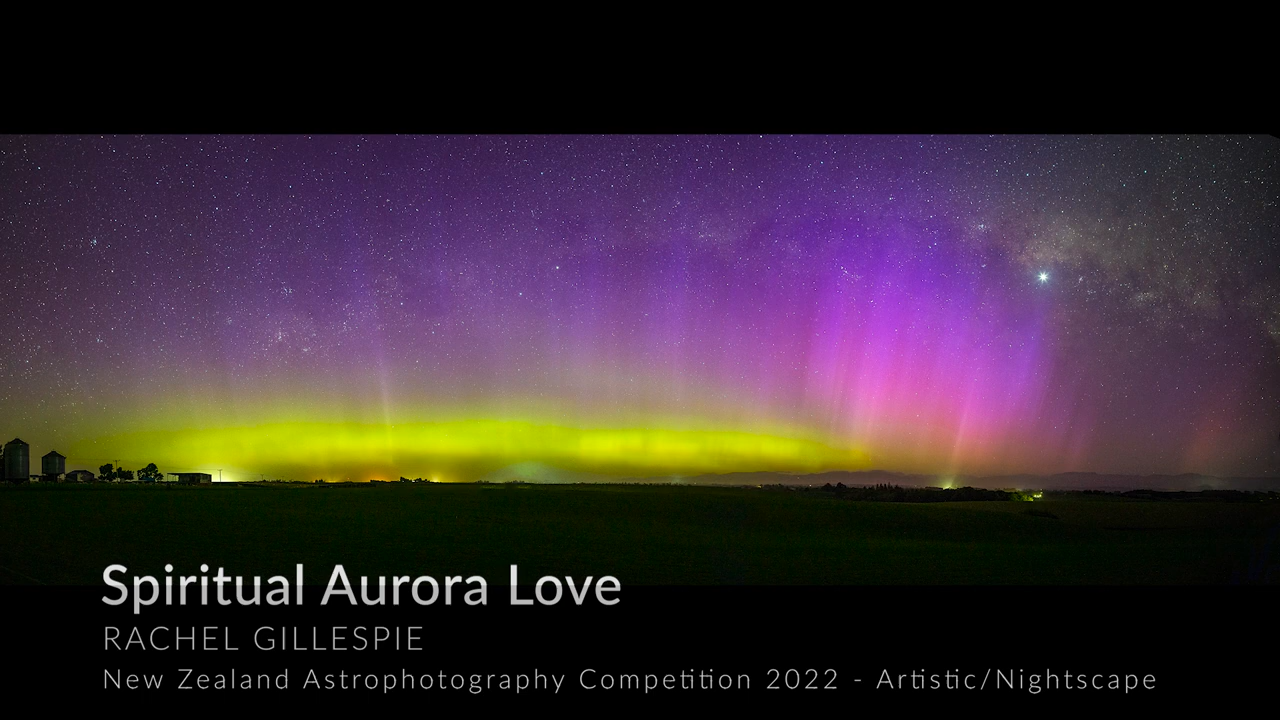 Spiritual Aurora Love
RACHEL GILLESPIE
New Zealand Astrophotography Competition 2022 - Artistic/Nightscape